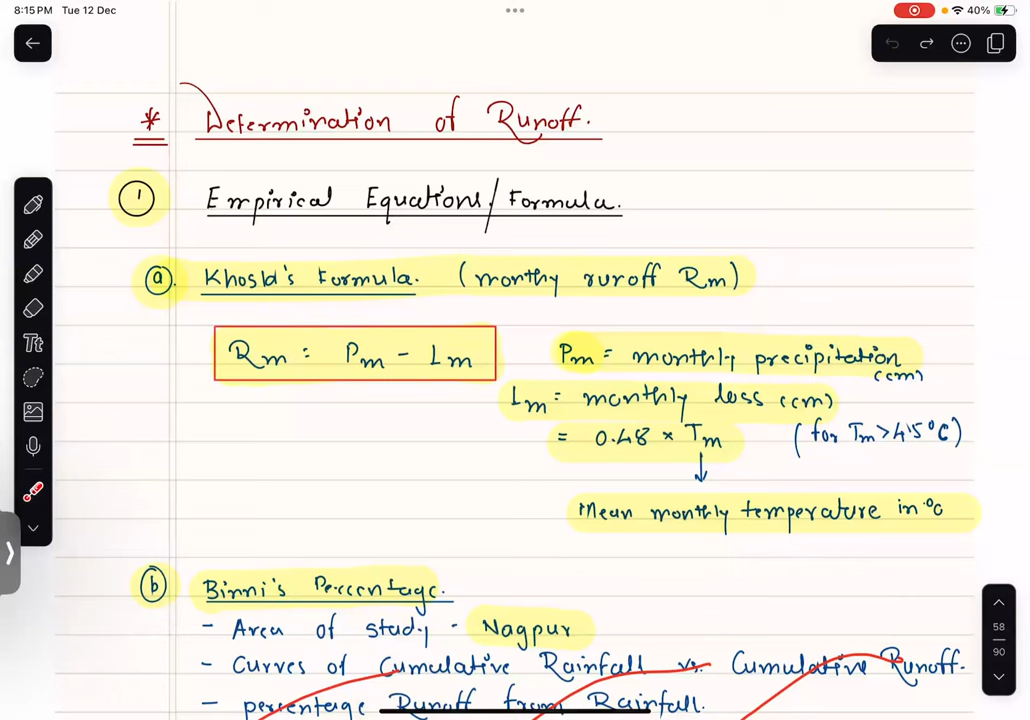 8:15 PM Tue 12 Dec
40%
* Determination of Runoff.
1 Empirical Equations/Formula.
a. Khosla's Formula. (monthy runoff Rm)
Rm = Pm - Lm
Pm = monthly precipitation (cm)
Lm = monthly loss (cm)
= 0.48 × Tm (for Tm > 4.5°C)
↓
Mean monthly temperature in °C
Tt
b Binni's Percentage.
- Area of study - Nagpur
- Curves of Cumulative Rainfall vs. Cumulative Runoff.
- percentage Runoff from Rainfall.
58
90